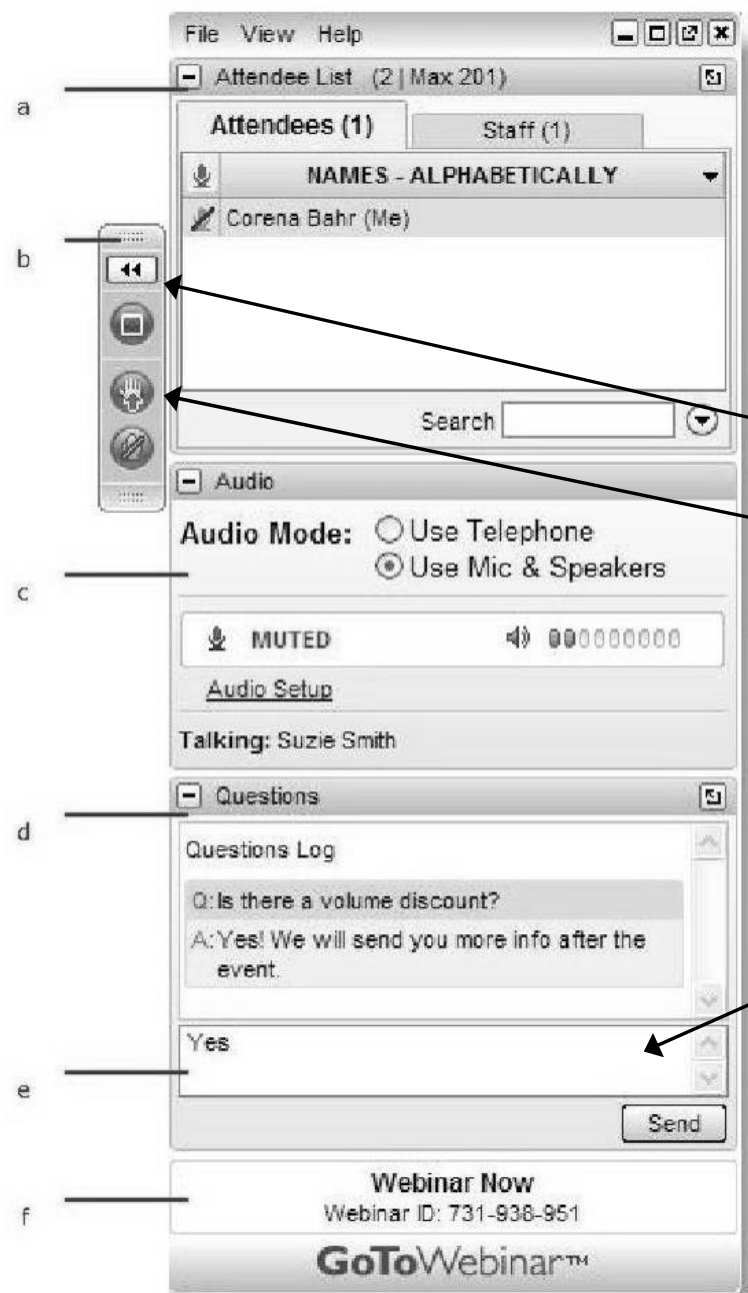 File View Help
Attendee List (2 | Max 201)
a
Attendees (1)
Staff (1)
NAMES - ALPHABETICALLY
Corena Bahr (Me)
b
Search
Audio
Audio Mode:
Use Telephone
Use Mic & Speakers
c
MUTED
Audio Setup
Talking: Suzie Smith
Questions
d
Questions Log
Q: Is there a volume discount?
A: Yes! We will send you more info after the
event.
Yes
e
Send
Webinar Now
Webinar ID: 731-938-951
f
GoToWebinar™